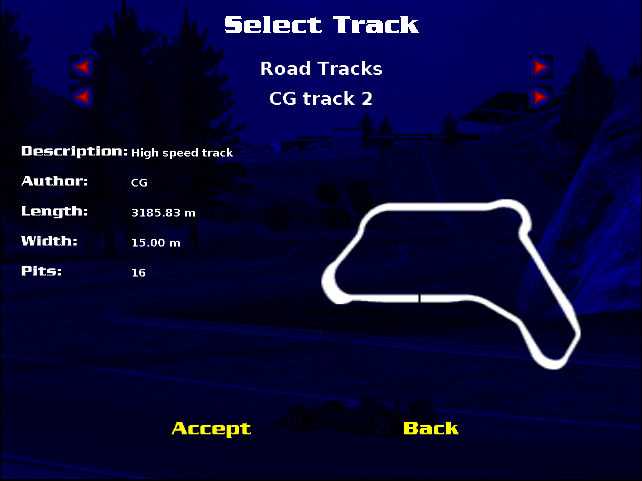 Select Track
Road Tracks
CG track 2
Description: High speed track
Author: CG
Length: 3185.83 m
Width: 15.00 m
Pits: 16
Accept Back